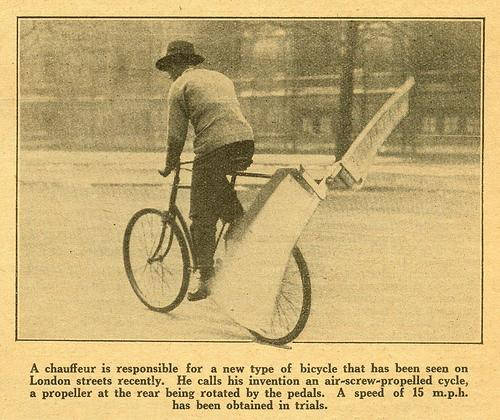 A chauffeur is responsible for a new type of bicycle that has been seen on
London streets recently. He calls his invention an air-screw-propelled cycle,
a propeller at the rear being rotated by the pedals. A speed of 15 m.p.h.
has been obtained in trials.